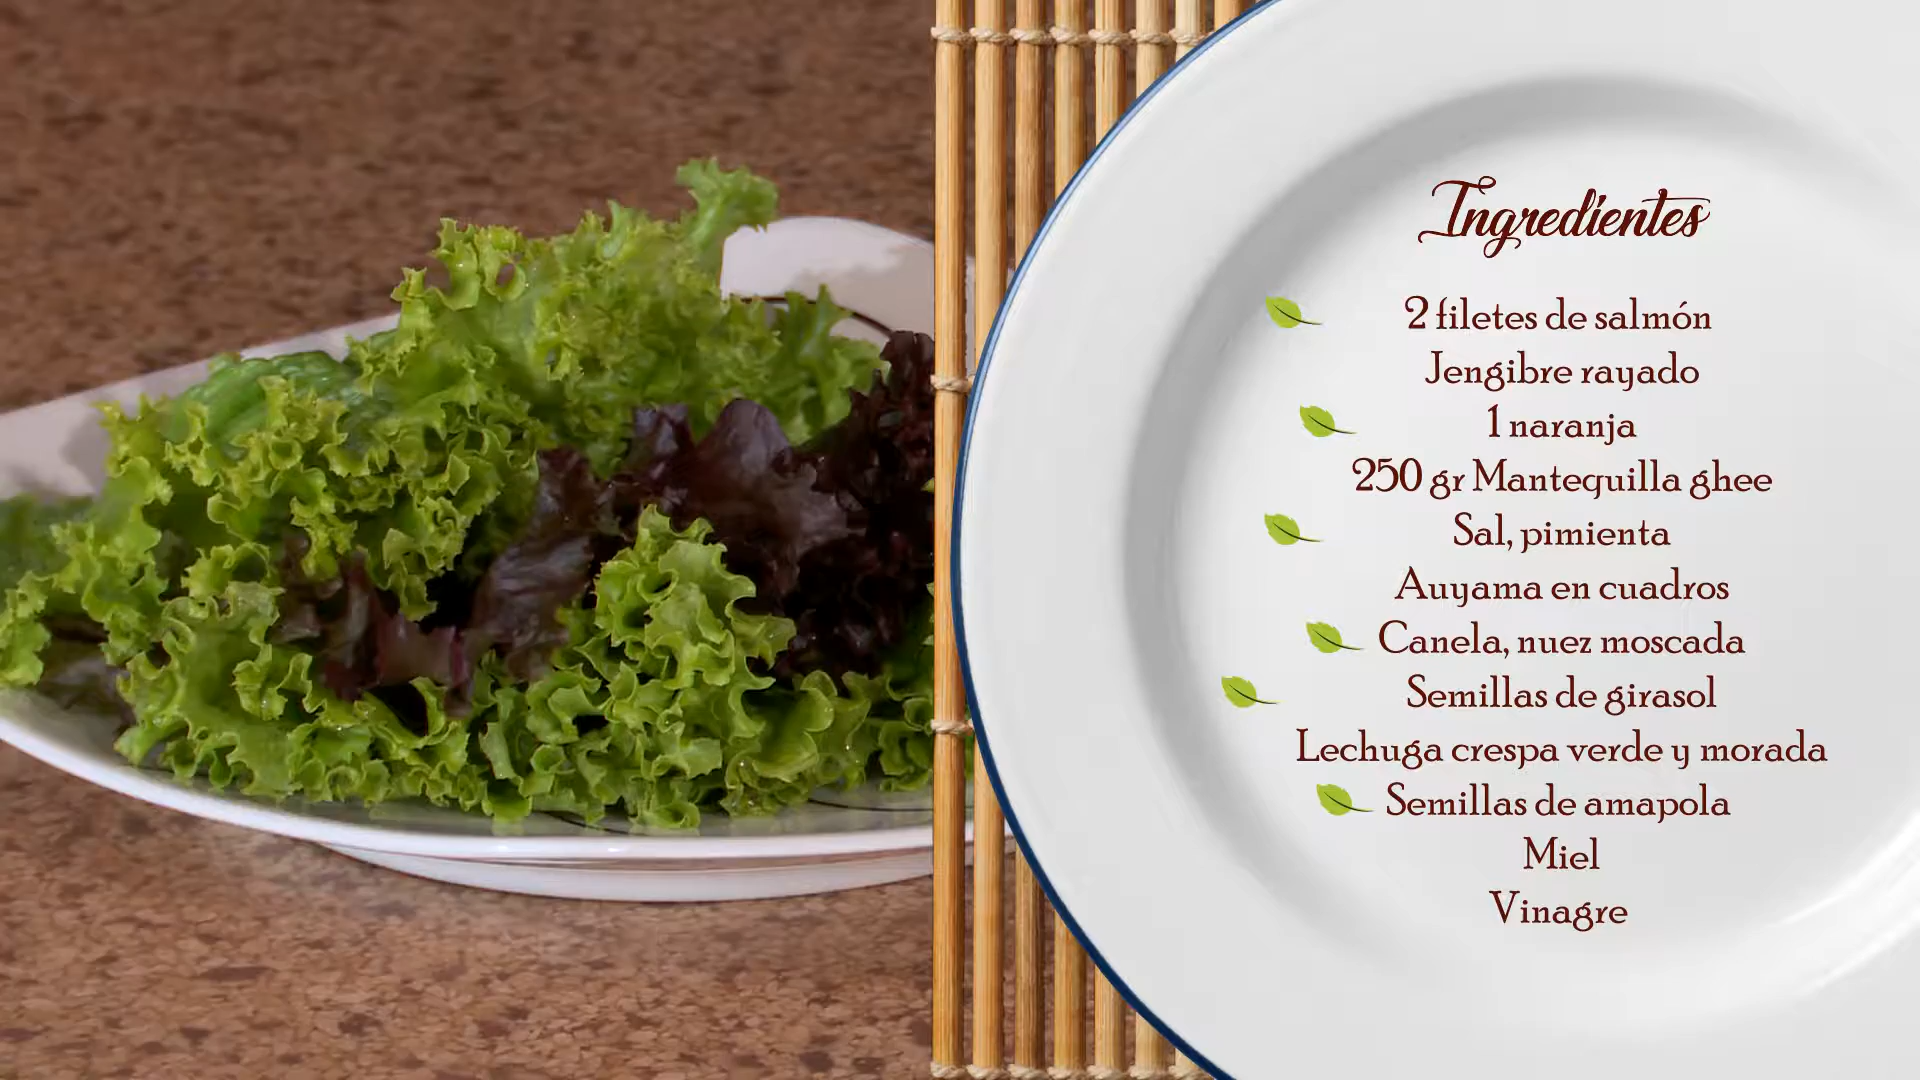 Ingredientes
2 filetes de salmón
Jengibre rayado
1 naranja
250 gr Mantequilla ghee
Sal, pimienta
Auyama en cuadros
Canela, nuez moscada
Semillas de girasol
Lechuga crespa verde y morada
Semillas de amapola
Miel
Vinagre